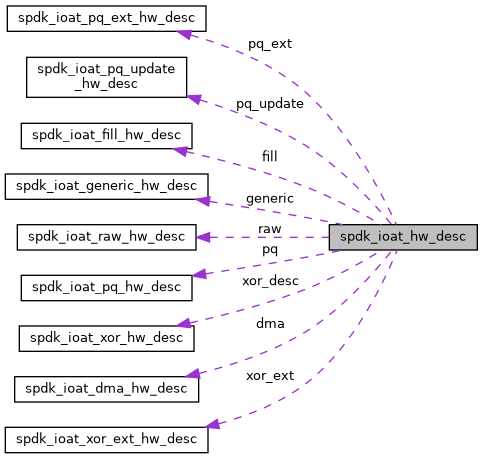 spdk_ioat_pq_ext_hw_desc
pq_ext
spdk_ioat_pq_update
_hw_desc
pq_update
spdk_ioat_fill_hw_desc
fill
spdk_ioat_generic_hw_desc
generic
spdk_ioat_raw_hw_desc
raw
spdk_ioat_hw_desc
pq
spdk_ioat_pq_hw_desc
xor_desc
spdk_ioat_xor_hw_desc
dma
spdk_ioat_dma_hw_desc
xor_ext
spdk_ioat_xor_ext_hw_desc